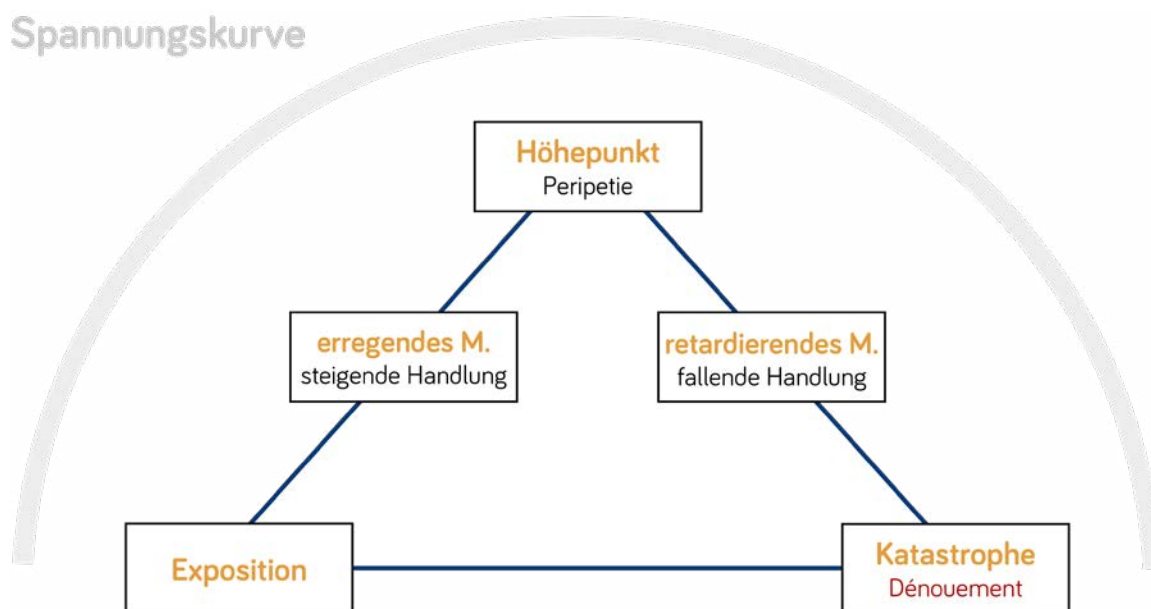 Spannungskurve
Höhepunkt
Peripetie
erregendes M.
steigende Handlung
retardierendes M.
fallende Handlung
Exposition
Katastrophe
Dénouement